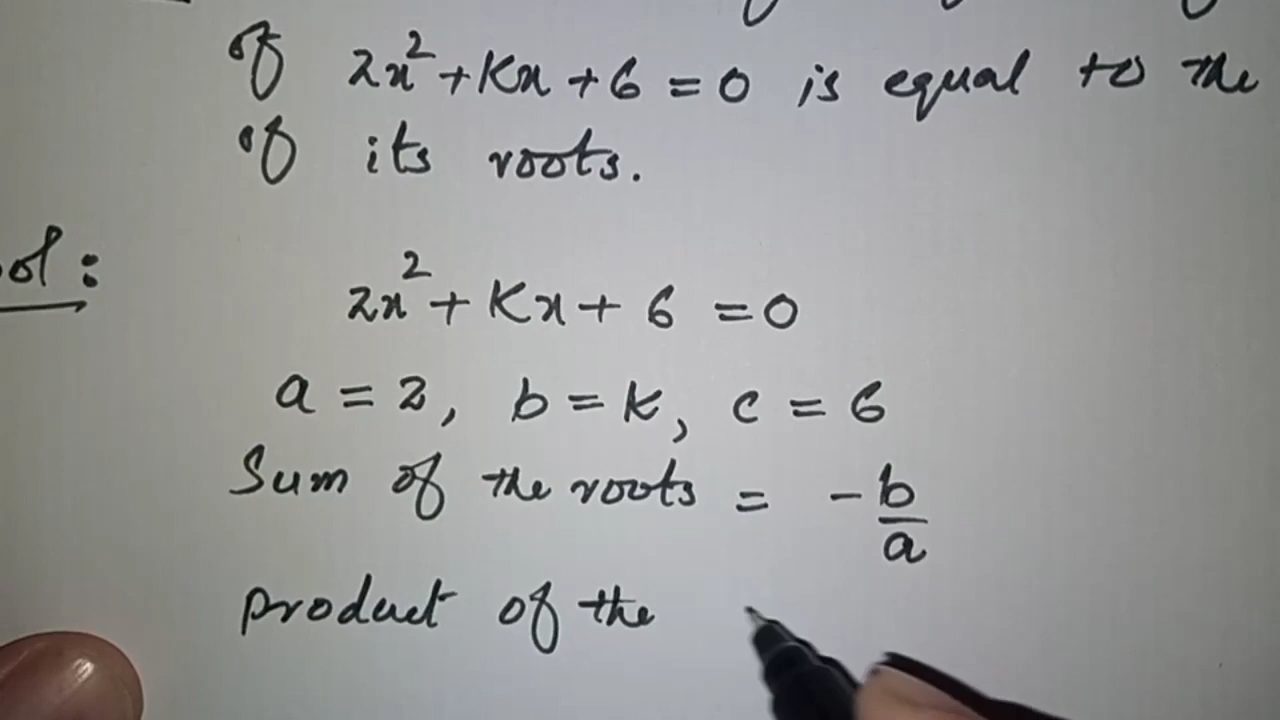 of 2x²+Kx+6=0 is equal to the
of its roots.
ol:
2x²+Kx+6=0
a=2, b=K, c=6
Sum of the roots = -b/a
product of the